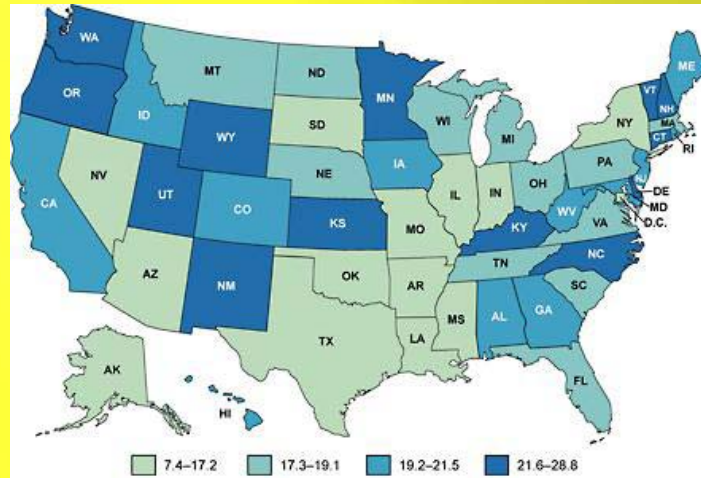 WA
ME
MT
ND
VT
OR
MN
NH
ID
SD
WI
NY
MA
WY
MI
CT
RI
IA
PA
NE
NJ
NV
OH
DE
IL
IN
UT
MD
CA
CO
WV
VA
D.C.
KS
MO
KY
NC
TN
OK
AZ
NM
AR
SC
MS
AL
GA
TX
LA
AK
FL
HI
7.4–17.2 17.3–19.1 19.2–21.5 21.6–28.8